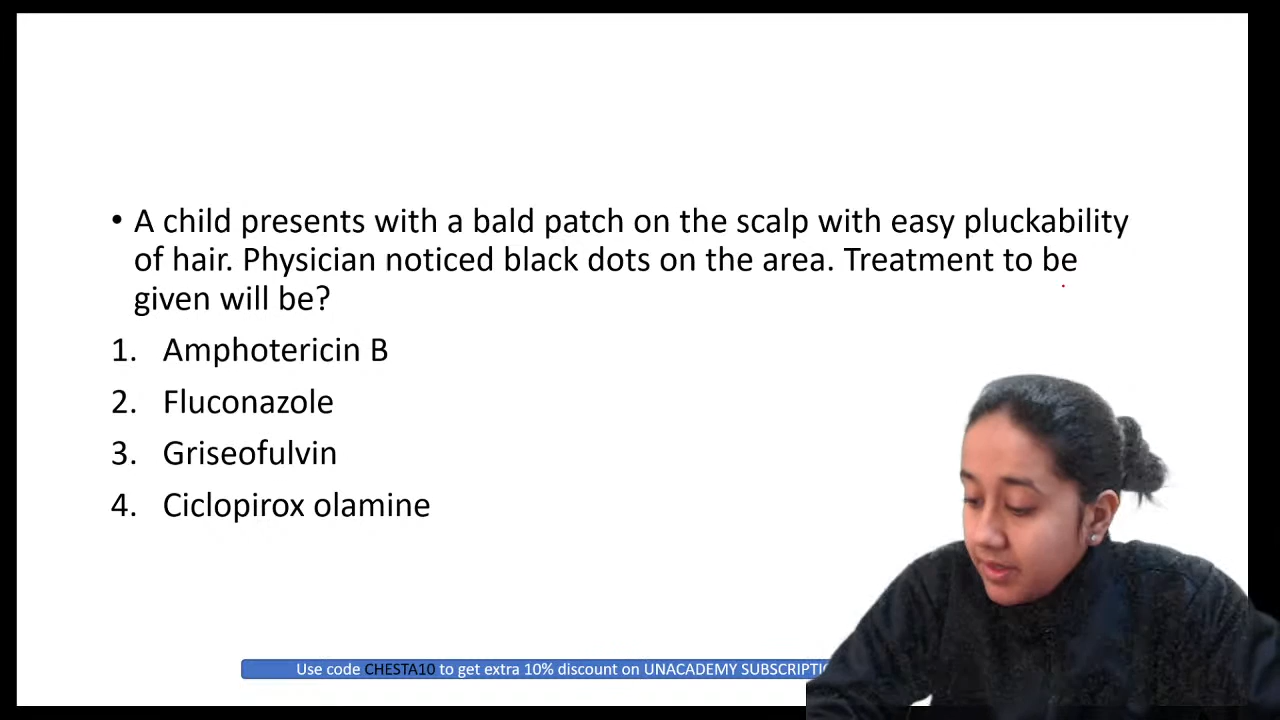 • A child presents with a bald patch on the scalp with easy pluckability
of hair. Physician noticed black dots on the area. Treatment to be
given will be?
1. Amphotericin B
2. Fluconazole
3. Griseofulvin
4. Ciclopirox olamine
Use code CHESTA10 to get extra 10% discount on UNACADEMY